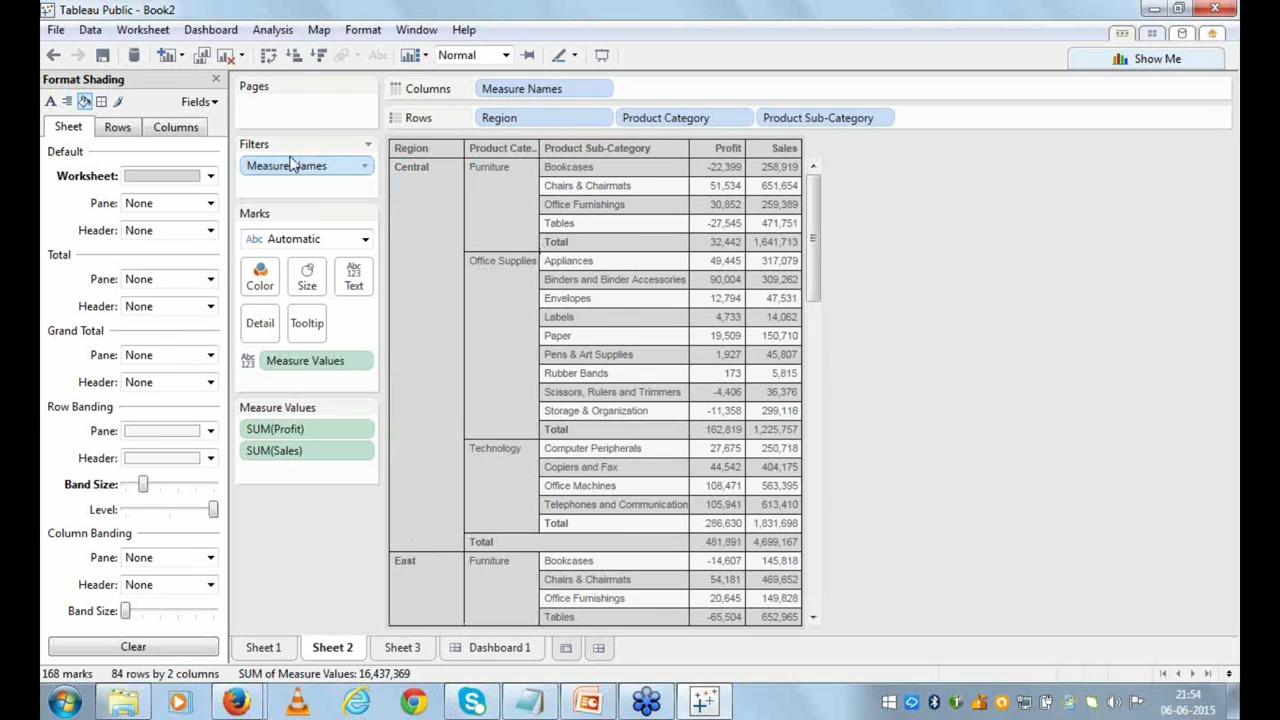 Tableau Public - Book2
File Data Worksheet Dashboard Analysis Map Format Window Help
Abc Normal
Show Me
Format Shading
Fields
Sheet Rows Columns
Default
Worksheet:
Pane: None
Header: None
Total
Pane: None
Header: None
Grand Total
Pane: None
Header: None
Row Banding
Pane:
Header:
Band Size:
Level:
Column Banding
Pane: None
Header: None
Band Size:
Clear
Pages
Filters
Measure Names
Marks
Abc Automatic
Color Size Abc 123 Text
Detail Tooltip
Abc 123 Measure Values
Measure Values
SUM(Profit)
SUM(Sales)
Columns Measure Names
Rows Region Product Category Product Sub-Category
Region Product Cate.. Product Sub-Category Profit Sales
Central Furniture Bookcases -22,399 258,919
Chairs & Chairmats 51,534 651,654
Office Furnishings 30,852 259,389
Tables -27,545 471,751
Total 32,442 1,641,713
Office Supplies Appliances 49,445 317,079
Binders and Binder Accessories 90,004 309,262
Envelopes 12,794 47,531
Labels 4,733 14,062
Paper 19,509 150,710
Pens & Art Supplies 1,927 45,807
Rubber Bands 173 5,815
Scissors, Rulers and Trimmers -4,406 36,376
Storage & Organization -11,358 299,116
Total 162,819 1,225,757
Technology Computer Peripherals 27,675 250,718
Copiers and Fax 44,542 404,175
Office Machines 108,471 563,395
Telephones and Communication 105,941 613,410
Total 286,630 1,831,698
Total 481,891 4,699,167
East Furniture Bookcases -14,607 145,818
Chairs & Chairmats 54,181 469,652
Office Furnishings 20,645 149,828
Tables -65,504 652,965
Sheet 1 Sheet 2 Sheet 3 Dashboard 1
168 marks 84 rows by 2 columns SUM of Measure Values: 16,437,369
21:54
06-06-2015